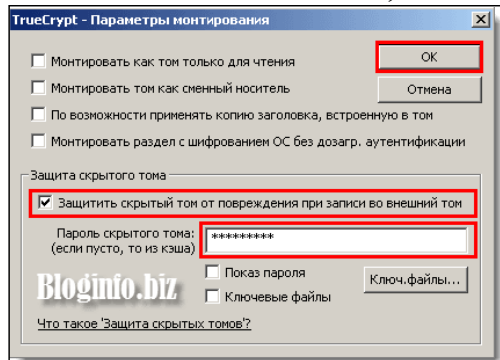 TrueCrypt - Параметры монтирования
Монтировать как том только для чтения
OK
Монтировать том как сменный носитель
Отмена
По возможности применять копию заголовка, встроенную в том
Монтировать раздел с шифрованием ОС без дозагр. аутентификации
Защита скрытого тома
Защитить скрытый том от повреждения при записи во внешний том
Пароль скрытого тома:
(если пусто, то из кэша)
*********
Показ пароля
Ключевые файлы
Ключ.файлы...
Bloginfo.biz
Что такое 'Защита скрытых томов'?